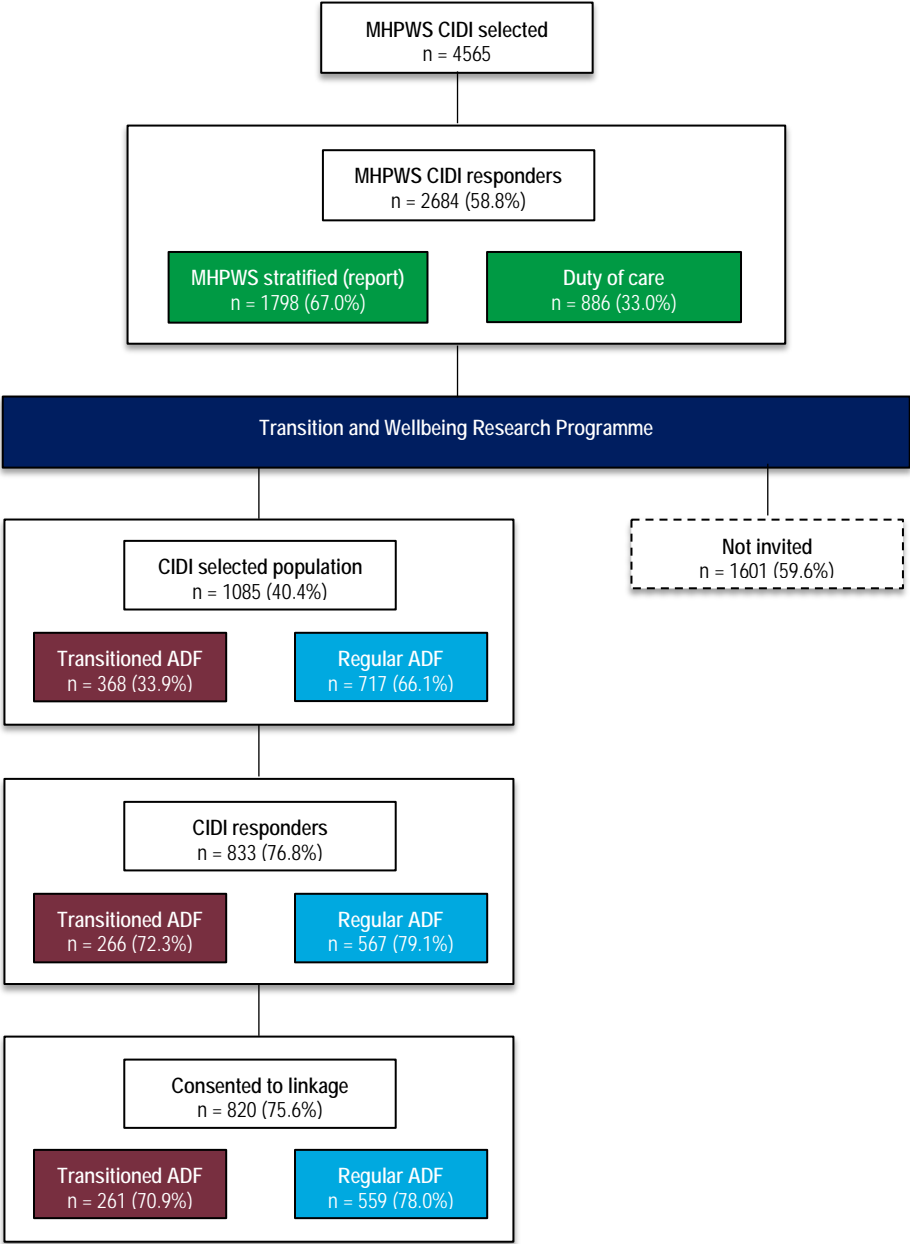 MHPWS CIDI selected
n = 4565
MHPWS CIDI responders
n = 2684 (58.8%)
MHPWS stratified (report)
n = 1798 (67.0%)
Duty of care
n = 886 (33.0%)
Transition and Wellbeing Research Programme
CIDI selected population
n = 1085 (40.4%)
Not invited
n = 1601 (59.6%)
Transitioned ADF
n = 368 (33.9%)
Regular ADF
n = 717 (66.1%)
CIDI responders
n = 833 (76.8%)
Transitioned ADF
n = 266 (72.3%)
Regular ADF
n = 567 (79.1%)
Consented to linkage
n = 820 (75.6%)
Transitioned ADF
n = 261 (70.9%)
Regular ADF
n = 559 (78.0%)